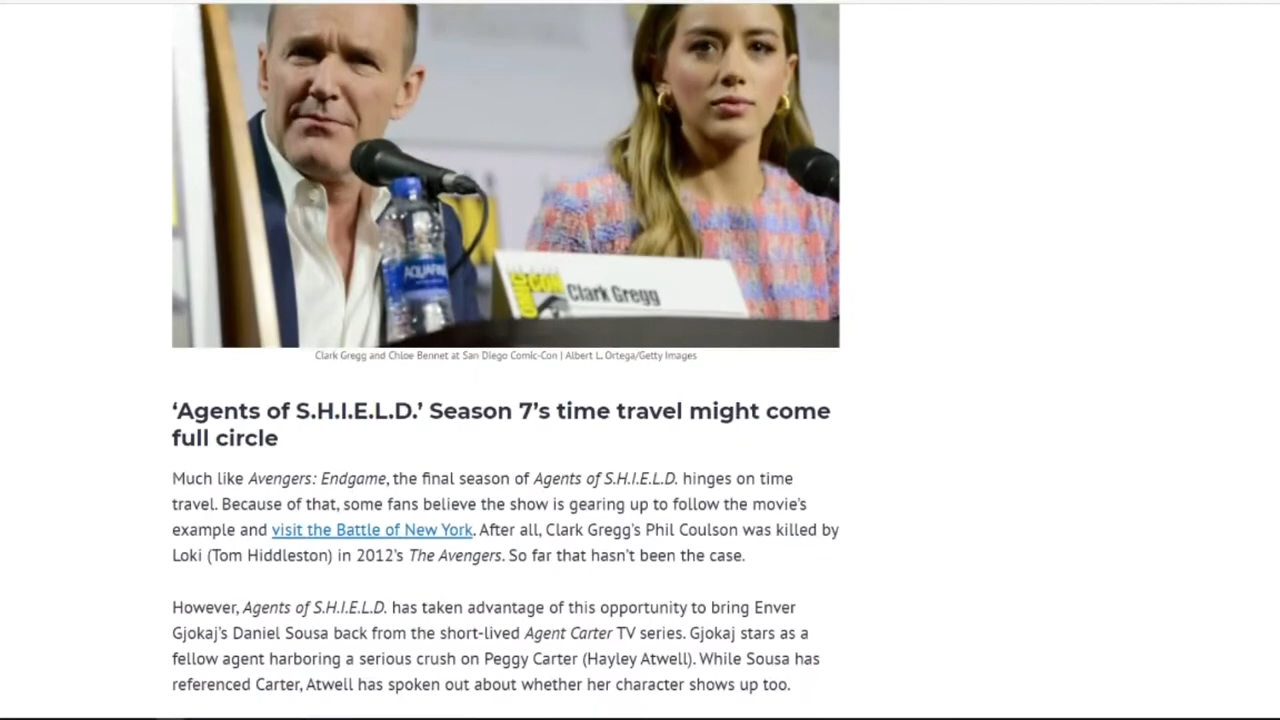 AQUAFINA
CON
Clark Gregg
Clark Gregg and Chloe Bennet at San Diego Comic-Con | Albert L. Ortega/Getty Images
‘Agents of S.H.I.E.L.D.’ Season 7’s time travel might come
full circle
Much like Avengers: Endgame, the final season of Agents of S.H.I.E.L.D. hinges on time
travel. Because of that, some fans believe the show is gearing up to follow the movie’s
example and visit the Battle of New York. After all, Clark Gregg’s Phil Coulson was killed by
Loki (Tom Hiddleston) in 2012’s The Avengers. So far that hasn’t been the case.
However, Agents of S.H.I.E.L.D. has taken advantage of this opportunity to bring Enver
Gjokaj’s Daniel Sousa back from the short-lived Agent Carter TV series. Gjokaj stars as a
fellow agent harboring a serious crush on Peggy Carter (Hayley Atwell). While Sousa has
referenced Carter, Atwell has spoken out about whether her character shows up too.